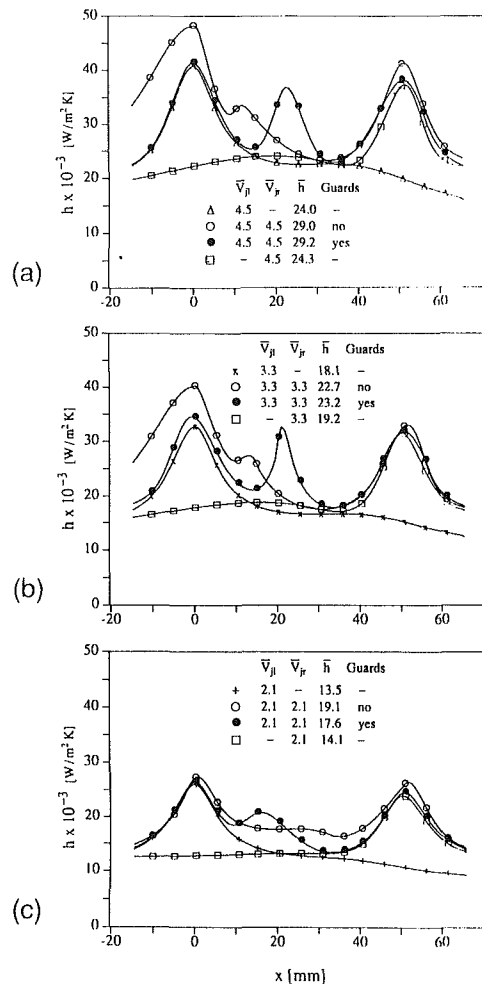 (a)
h x 10⁻³ [W/m² K]
50
40
30
20
10
0
-20 0 20 40 60
V̄jl V̄jr h̄ Guards
4.5 – 24.0 –
4.5 4.5 29.0 no
4.5 4.5 29.2 yes
– 4.5 24.3 –
(b)
h x 10⁻³ [W/m² K]
50
40
30
20
10
0
-20 0 20 40 60
V̄jl V̄jr h̄ Guards
3.3 – 18.1 –
3.3 3.3 22.7 no
3.3 3.3 23.2 yes
– 3.3 19.2 –
(c)
h x 10⁻³ [W/m² K]
50
40
30
20
10
0
-20 0 20 40 60
V̄jl V̄jr h̄ Guards
2.1 – 13.5 –
2.1 2.1 19.1 no
2.1 2.1 17.6 yes
– 2.1 14.1 –
x [mm]